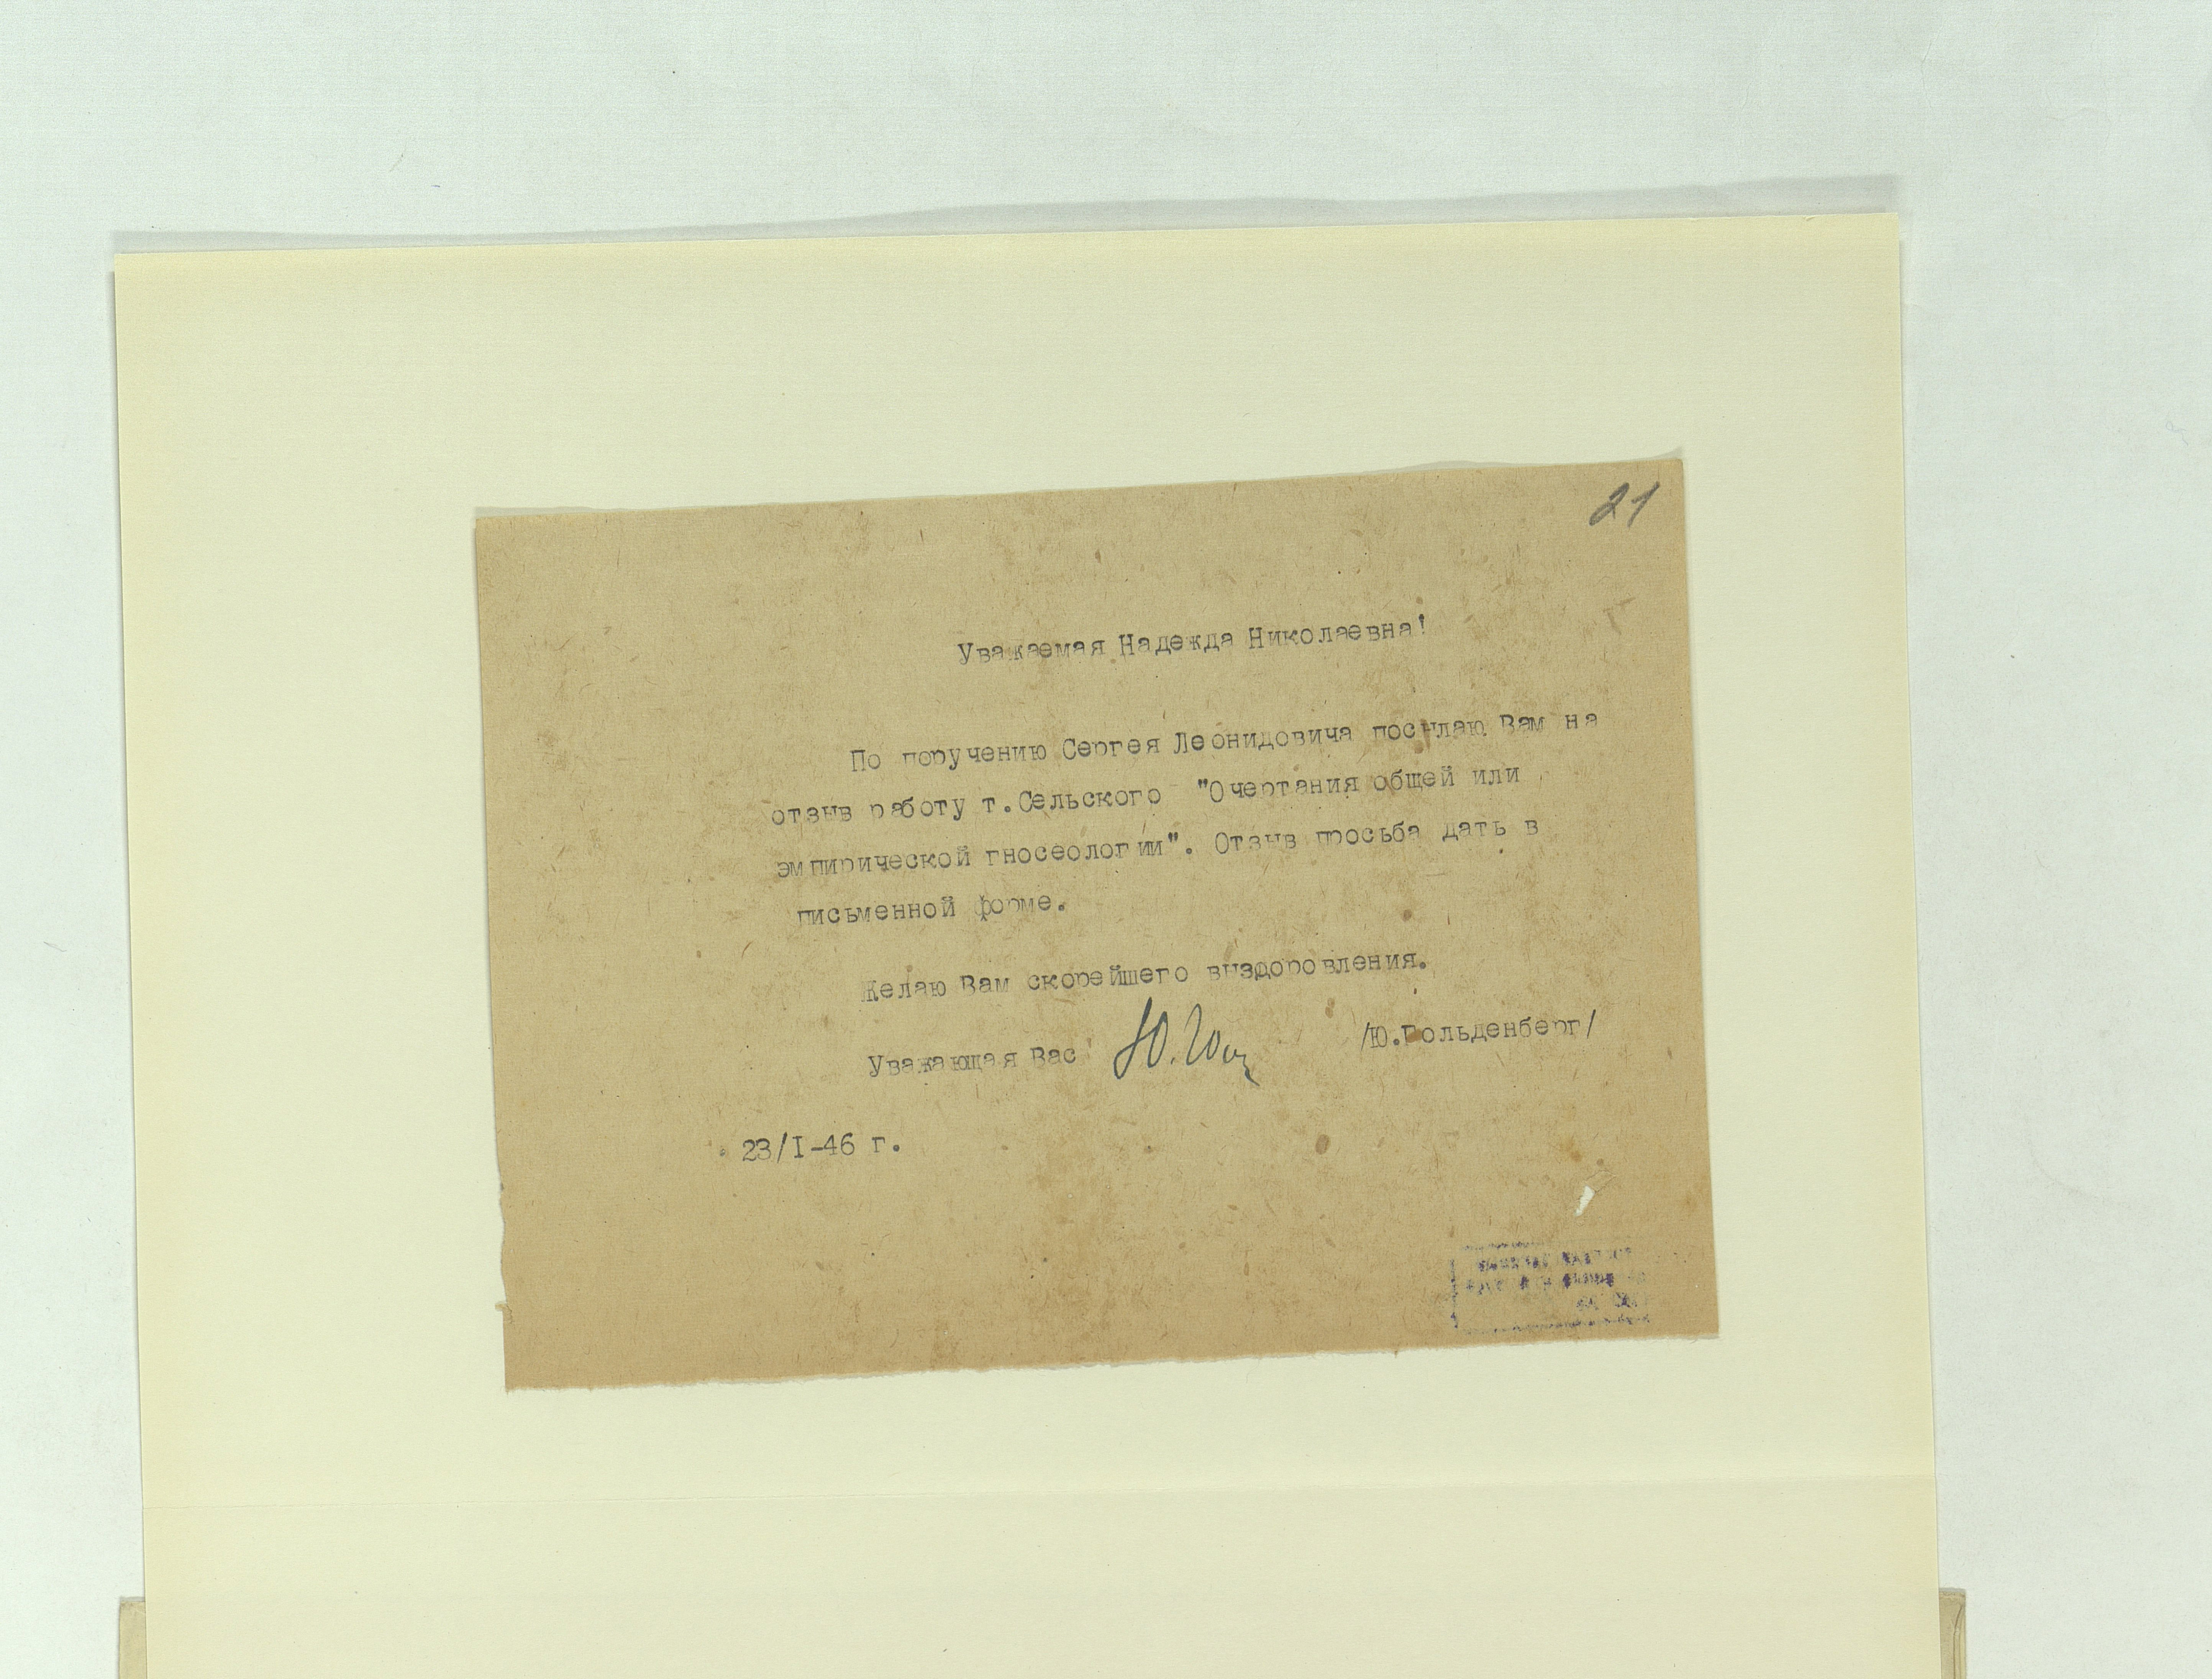 21
Уважаемая Надежда Николаевна!
По поручению Сергея Леонидовича посылаю Вам на
отзыв работу т.Сельского "Очертания общей или
эмпирической гносеологии". Отзыв просьба дать в
письменной форме.
Желаю Вам скорейшего выздоровления.
Уважающая Вас Ю. /Ю.Гольденберг/
23/I-46 г.